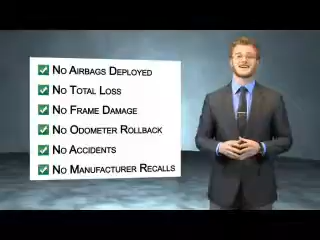 No Airbags Deployed
No Total Loss
No Frame Damage
No Odometer Rollback
No Accidents
No Manufacturer Recalls